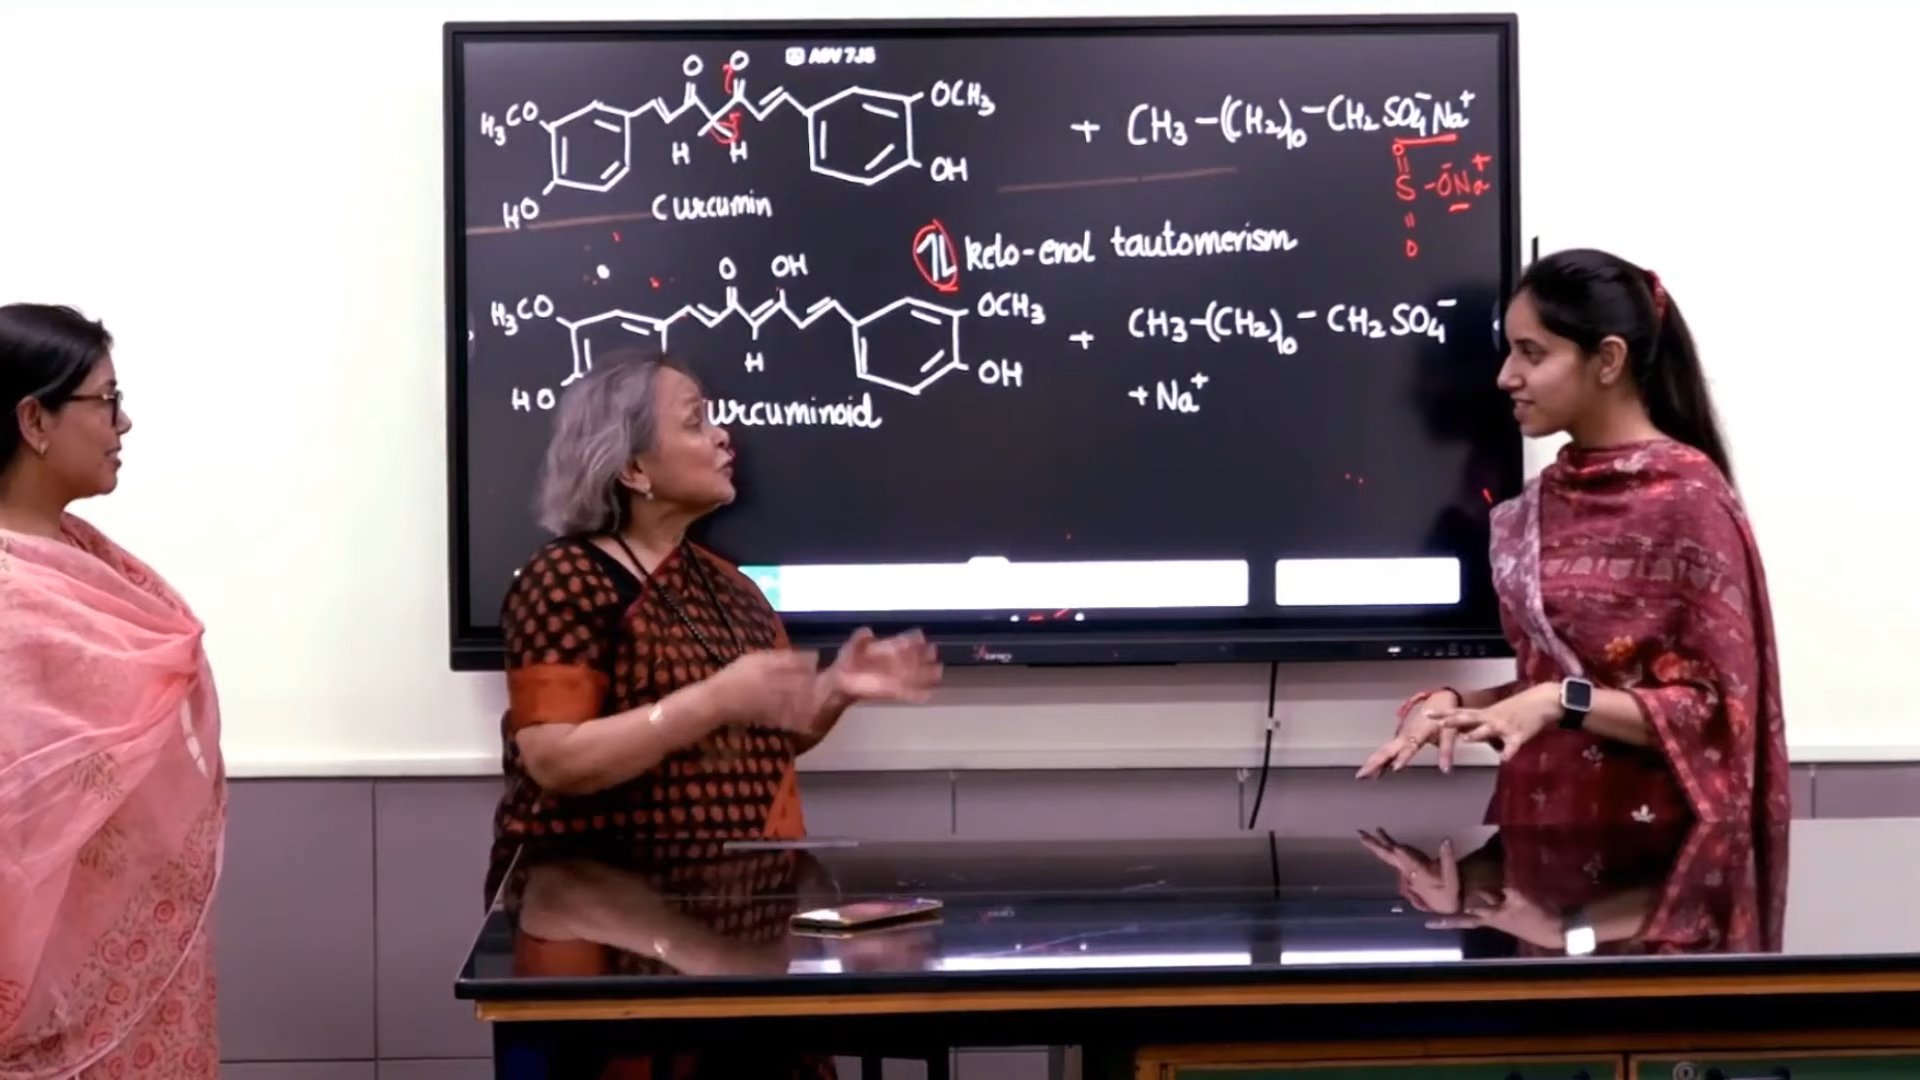 O O
H₃CO OCH₃ + CH₃-(CH₂)₁₀-CH₂SO₄⁻Na⁺
H H
HO OH
O
S-ŌNa⁺
O
Curcumin
⇅ keto-enol tautomerism
O OH
H₃CO OCH₃ + CH₃-(CH₂)₁₀-CH₂SO₄⁻
H
HO OH
+ Na⁺
urcuminoid